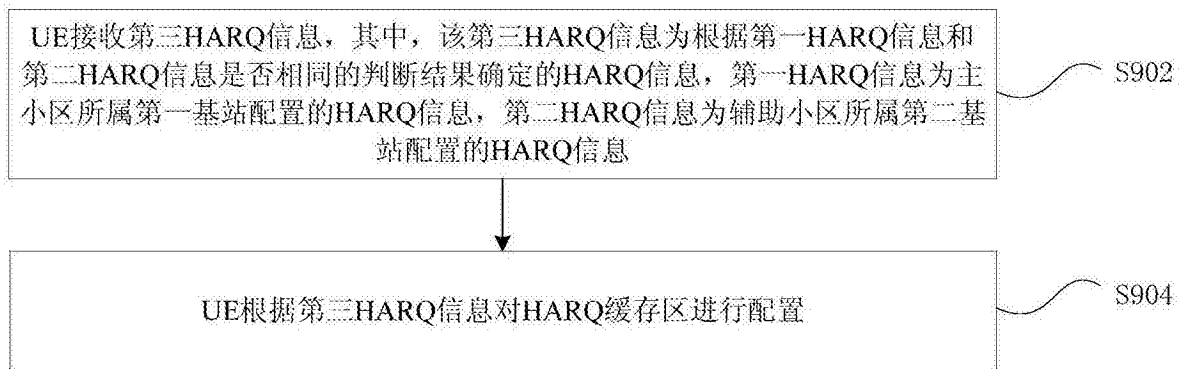 UE接收第三HARQ信息，其中，该第三HARQ信息为根据第一HARQ信息和
第二HARQ信息是否相同的判断结果确定的HARQ信息，第一HARQ信息为主
小区所属第一基站配置的HARQ信息，第二HARQ信息为辅助小区所属第二基
站配置的HARQ信息
S902
UE根据第三HARQ信息对HARQ缓存区进行配置
S904